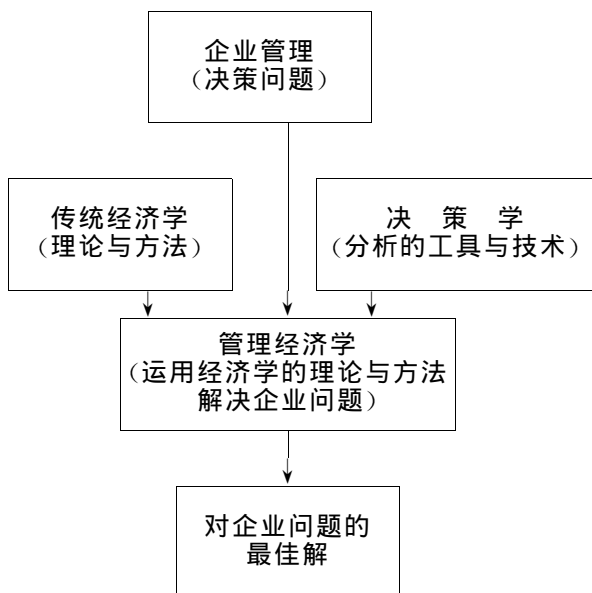 企业管理
（决策问题）
传统经济学
（理论与方法）
决 策 学
（分析的工具与技术）
管理经济学
（运用经济学的理论与方法
解决企业问题）
对企业问题的
最佳解